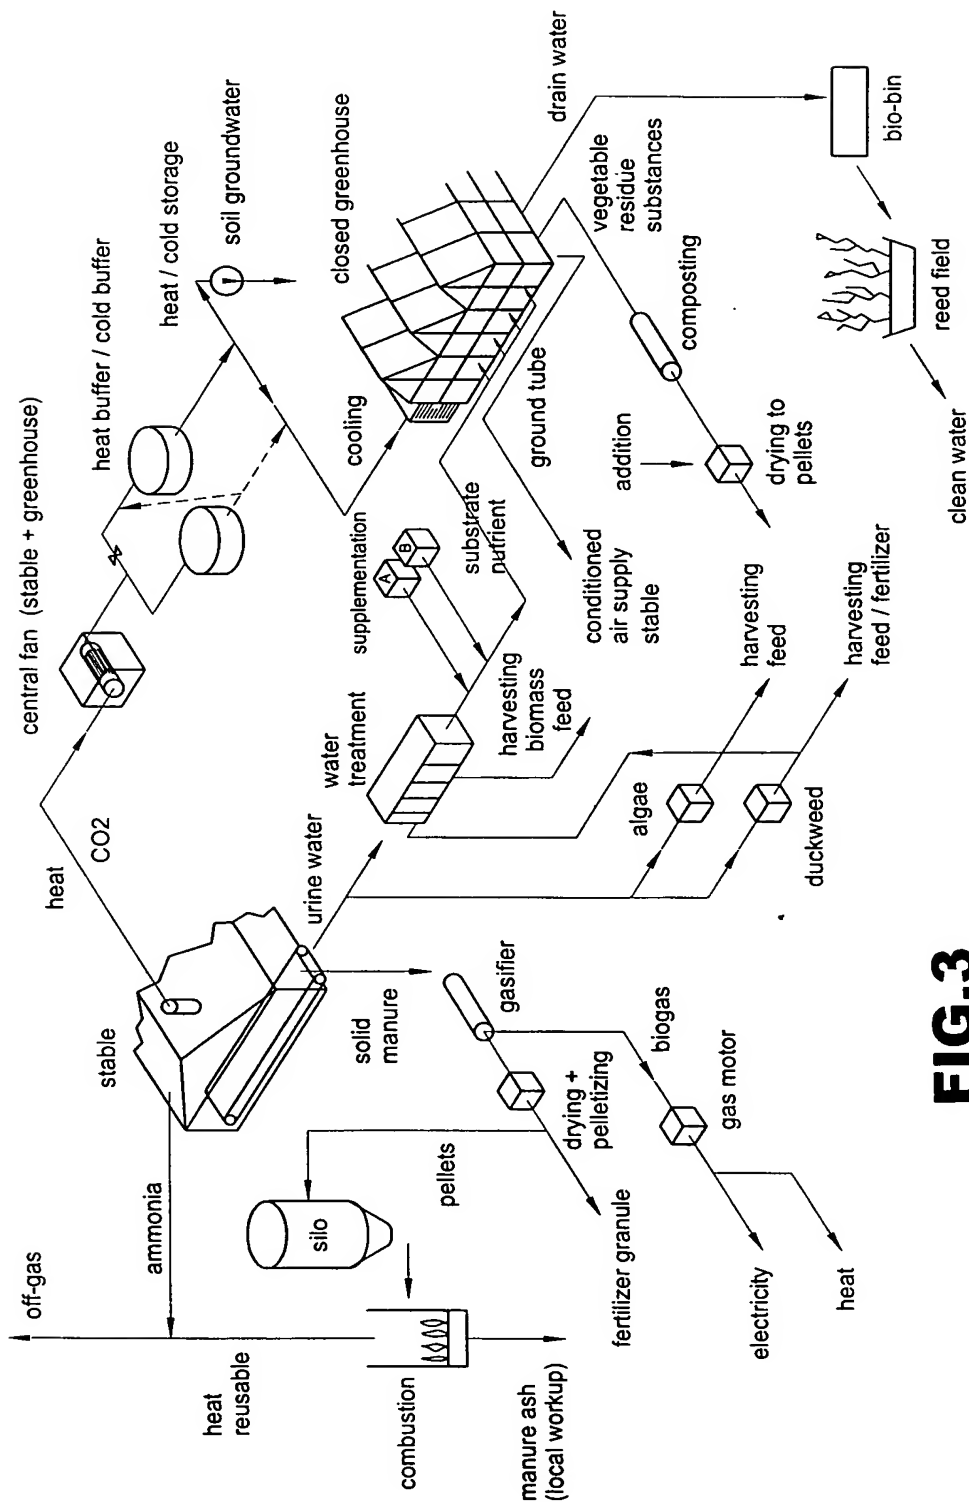 off-gas
ammonia
heat
reusable
combustion
manure ash
(local workup)
silo
pellets
fertilizer granule
drying +
pelletizing
gasifier
solid
manure
stable
biogas
gas motor
electricity
heat
heat
CO2
urine water
central fan (stable + greenhouse)
heat buffer / cold buffer
heat / cold storage
soil groundwater
closed greenhouse
cooling
ground tube
supplementation
A
B
substrate
nutrient
water
treatment
harvesting
biomass
feed
conditioned
air supply
stable
algae
duckweed
harvesting
feed
harvesting
feed / fertilizer
drain water
vegetable
residue
substances
composting
addition
drying to
pellets
bio-bin
reed field
clean water
FIG.3